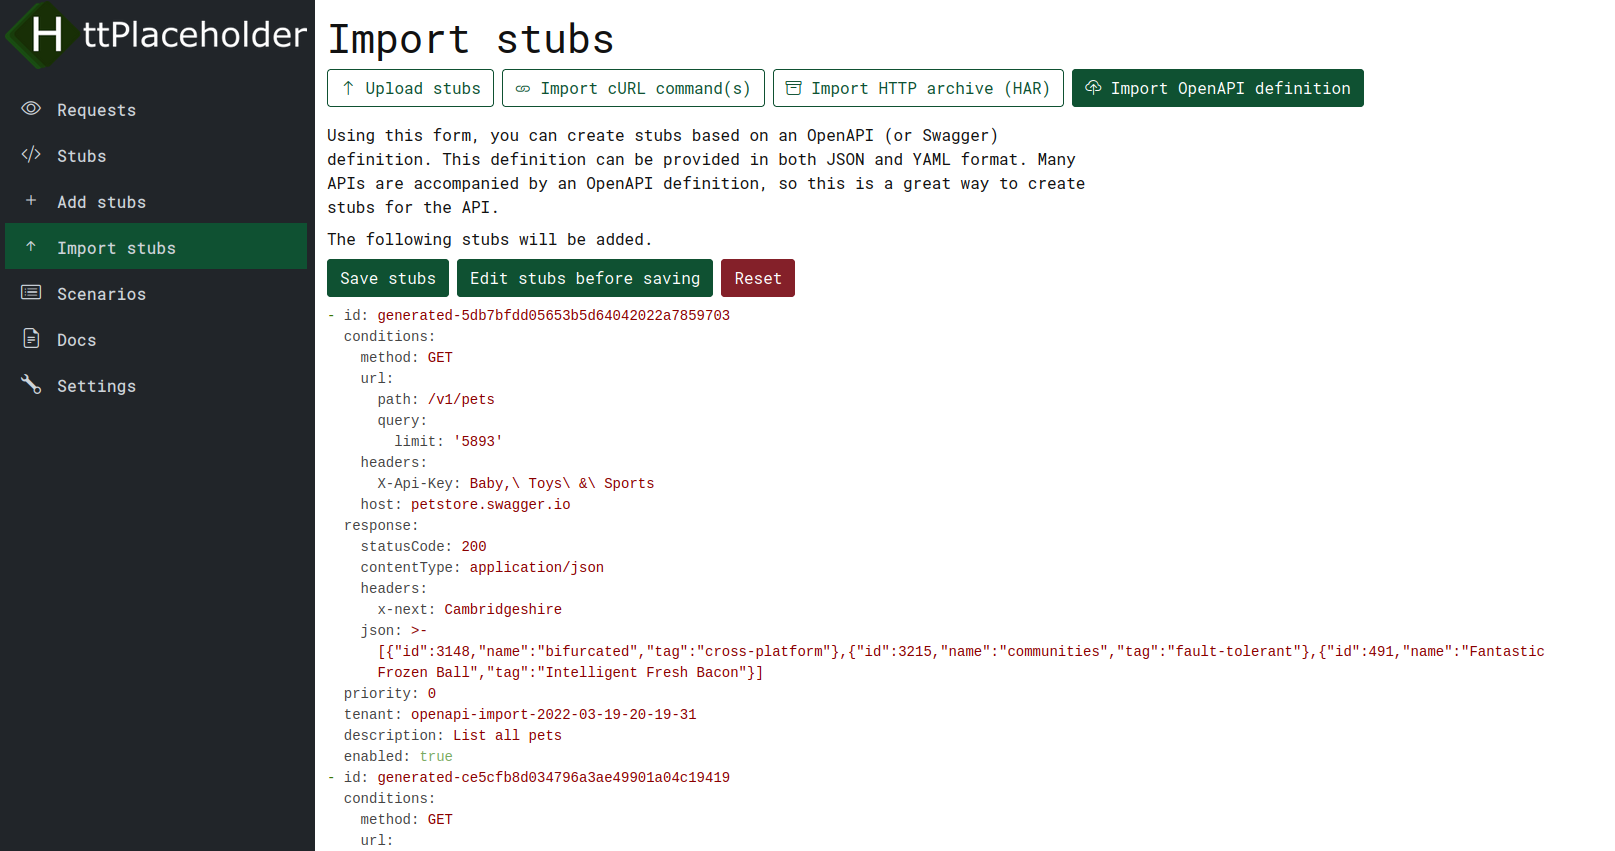 HttPlaceholder
Requests
Stubs
Add stubs
Import stubs
Scenarios
Docs
Settings
Import stubs
Upload stubs
Import cURL command(s)
Import HTTP archive (HAR)
Import OpenAPI definition
Using this form, you can create stubs based on an OpenAPI (or Swagger)
definition. This definition can be provided in both JSON and YAML format. Many
APIs are accompanied by an OpenAPI definition, so this is a great way to create
stubs for the API.
The following stubs will be added.
Save stubs
Edit stubs before saving
Reset
- id: generated-5db7bfdd05653b5d64042022a7859703
  conditions:
    method: GET
    url:
      path: /v1/pets
      query:
        limit: '5893'
    headers:
      X-Api-Key: Baby,\ Toys\ &\ Sports
    host: petstore.swagger.io
  response:
    statusCode: 200
    contentType: application/json
    headers:
      x-next: Cambridgeshire
    json: >-
      [{"id":3148,"name":"bifurcated","tag":"cross-platform"},{"id":3215,"name":"communities","tag":"fault-tolerant"},{"id":491,"name":"Fantastic
      Frozen Ball","tag":"Intelligent Fresh Bacon"}]
  priority: 0
  tenant: openapi-import-2022-03-19-20-19-31
  description: List all pets
  enabled: true
- id: generated-ce5cfb8d034796a3ae49901a04c19419
  conditions:
    method: GET
    url: